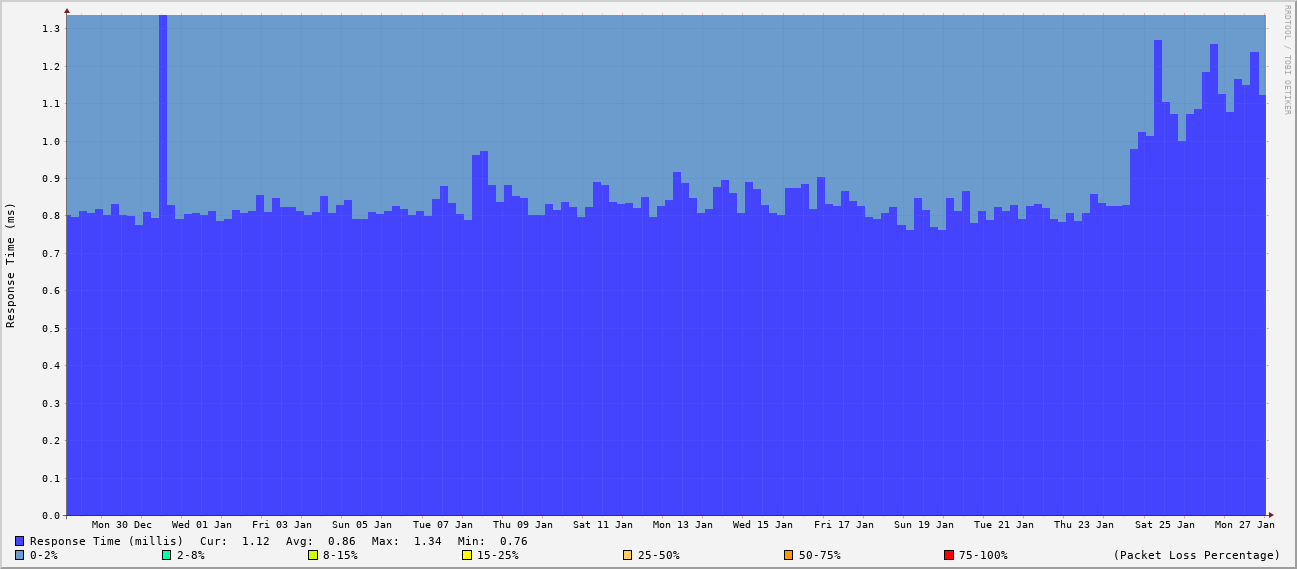 RRDTOOL / TOBI OETIKER
Response Time (ms)
1.3
1.2
1.1
1.0
0.9
0.8
0.7
0.6
0.5
0.4
0.3
0.2
0.1
0.0
Mon 30 Dec Wed 01 Jan Fri 03 Jan Sun 05 Jan Tue 07 Jan Thu 09 Jan Sat 11 Jan Mon 13 Jan Wed 15 Jan Fri 17 Jan Sun 19 Jan Tue 21 Jan Thu 23 Jan Sat 25 Jan Mon 27 Jan
Response Time (millis) Cur: 1.12 Avg: 0.86 Max: 1.34 Min: 0.76
0-2% 2-8% 8-15% 15-25% 25-50% 50-75% 75-100% (Packet Loss Percentage)